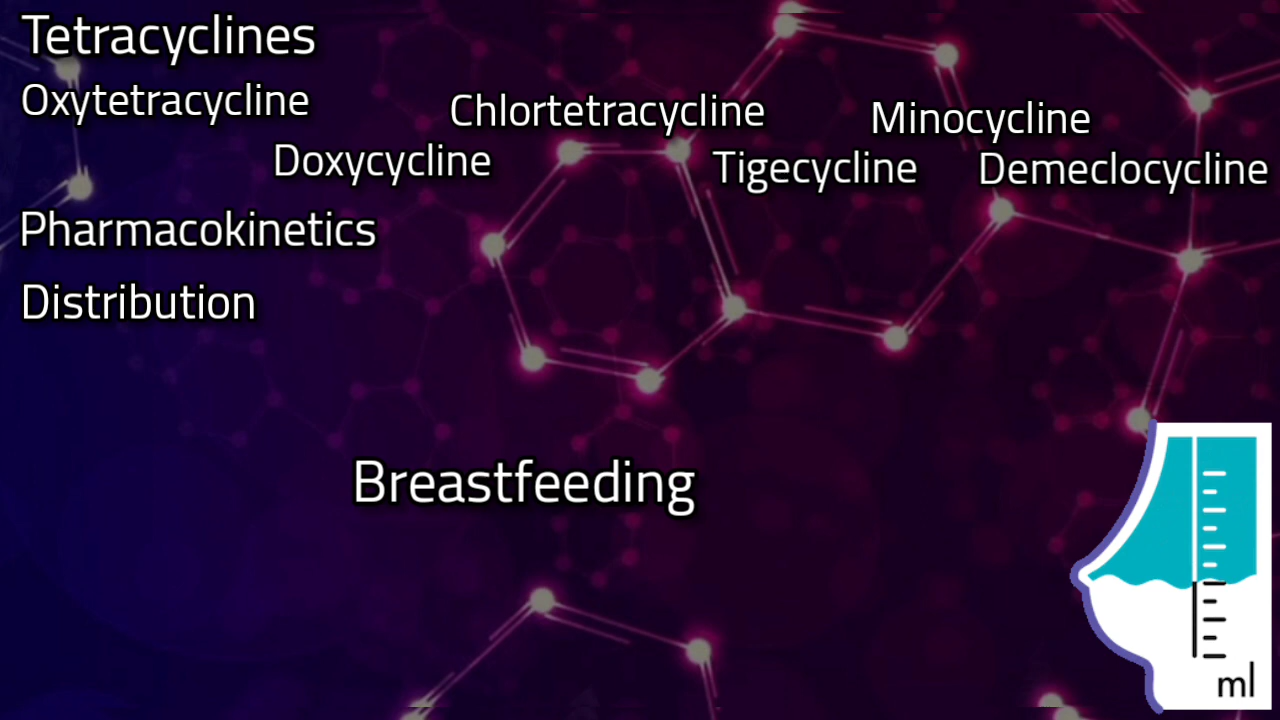 Tetracyclines
Oxytetracycline
Chlortetracycline
Minocycline
Doxycycline
Tigecycline
Demeclocycline
Pharmacokinetics
Distribution
Breastfeeding
ml